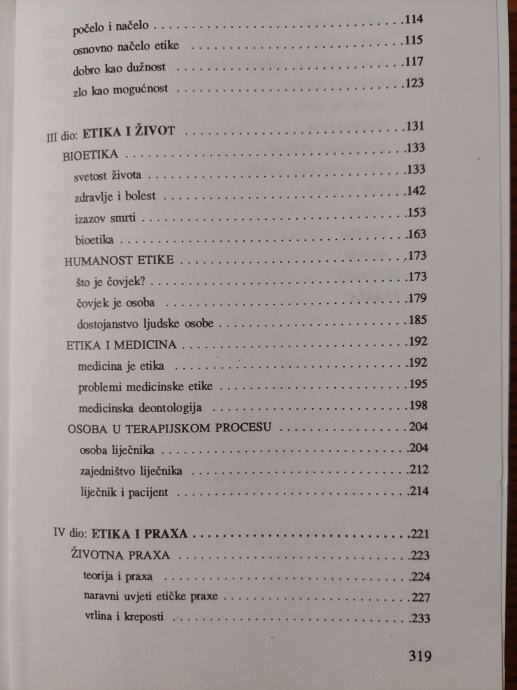 počelo i načelo ........................... 114
osnovno načelo etike ........................... 115
dobro kao dužnost ........................... 117
zlo kao mogućnost ........................... 123
III dio: ETIKA I ŽIVOT ........................... 131
BIOETIKA ........................... 133
svetost života ........................... 133
zdravlje i bolest ........................... 142
izazov smrti ........................... 153
bioetika ........................... 163
HUMANOST ETIKE ........................... 173
što je čovjek? ........................... 173
čovjek je osoba ........................... 179
dostojanstvo ljudske osobe ........................... 185
ETIKA I MEDICINA ........................... 192
medicina je etika ........................... 192
problemi medicinske etike ........................... 195
medicinska deontologija ........................... 198
OSOBA U TERAPIJSKOM PROCESU ........................... 204
osoba liječnika ........................... 204
zajedništvo liječnika ........................... 212
liječnik i pacijent ........................... 214
IV dio: ETIKA I PRAXA ........................... 221
ŽIVOTNA PRAXA ........................... 223
teorija i praxa ........................... 224
naravni uvjeti etičke praxe ........................... 227
vrlina i kreposti ........................... 233
319